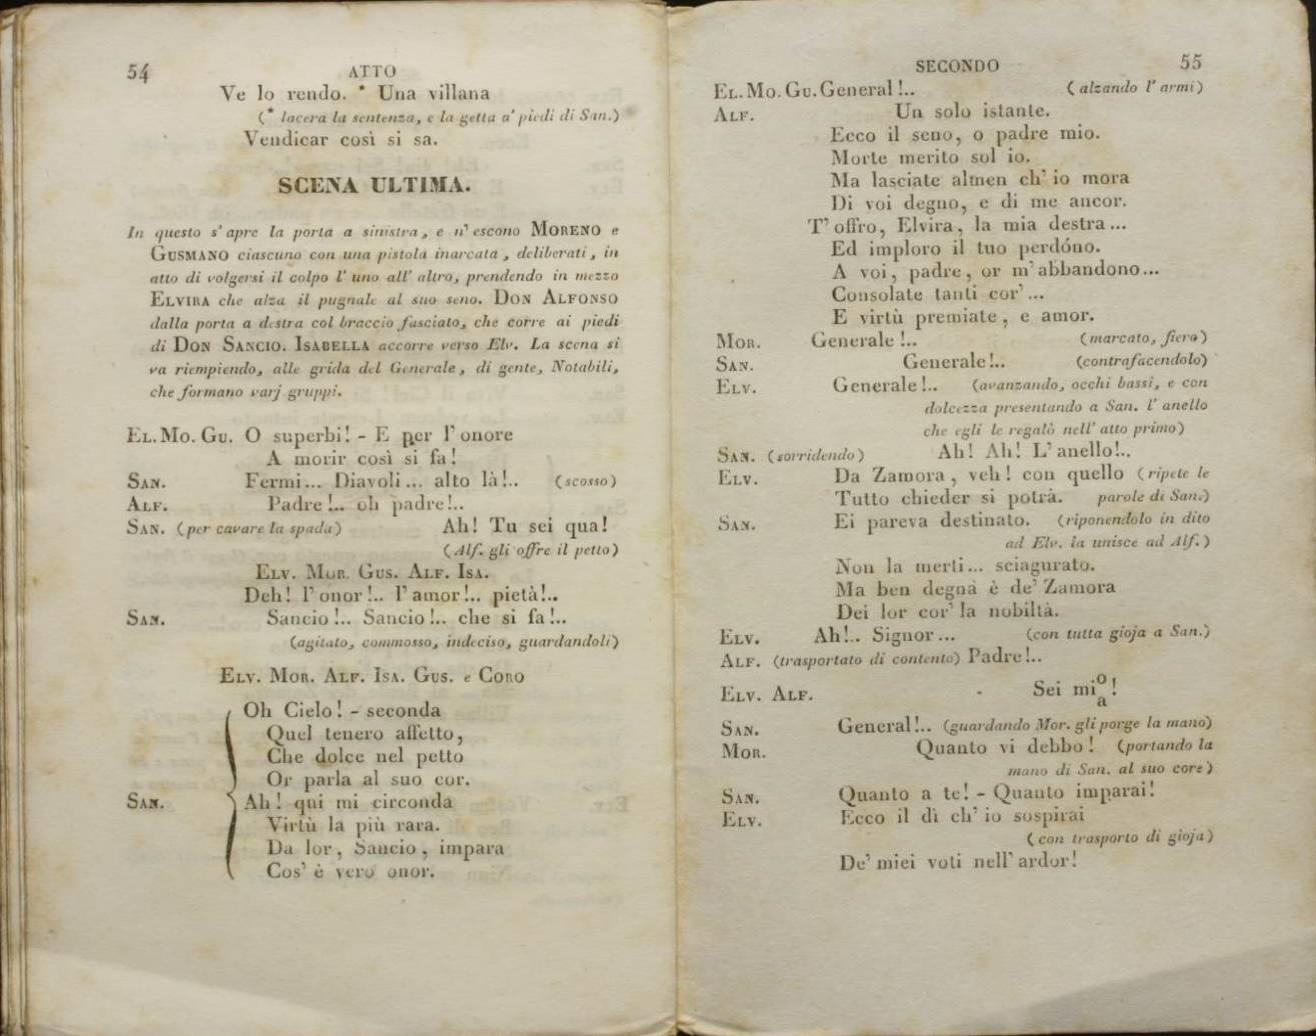 54 ATTO
Ve lo rendo. * Una villana
(* lacera la sentenza, e la getta a' piedi di San.)
Vendicar così si sa.
SCENA ULTIMA.
In questo s' apre la porta a sinistra, e n' escono MORENO e
GUSMANO ciascuno con una pistola inarcata, deliberati, in
atto di volgersi il colpo l' uno all' altro, prendendo in mezzo
ELVIRA che alza il pugnale al suo seno. DON ALFONSO
dalla porta a destra col braccio fasciato, che corre ai piedi
di DON SANCIO. ISABELLA accorre verso Elv. La scena si
va riempiendo, alle grida del Generale, di gente, Notabili,
che formano varj gruppi.
EL. MO. GU. O superbi! - E per l' onore
A morir così si fa!
SAN. Fermi... Diavoli... alto là!.. (scosso)
ALF. Padre!.. oh padre!..
SAN. (per cavare la spada) Ah! Tu sei qua!
(Alf. gli offre il petto)
ELV. MOR. GUS. ALF. ISA.
Deh! l' onor!.. l' amor!.. pietà!..
SAN. Sancio!.. Sancio!.. che si fa!..
(agitato, commosso, indeciso, guardandoli)
ELV. MOR. ALF. ISA. GUS. e CORO
Oh Cielo! - seconda
Quel tenero affetto,
Che dolce nel petto
Or parla al suo cor.
SAN. Ah! qui mi circonda
Virtù la più rara.
Da lor, Sancio, impara
Cos' è vero onor.
SECONDO 55
EL. MO. GU. General!.. (alzando l' armi)
ALF. Un solo istante.
Ecco il seno, o padre mio.
Morte merito sol io.
Ma lasciate almen ch' io mora
Di voi degno, e di me ancor.
T' offro, Elvira, la mia destra...
Ed imploro il tuo perdóno.
A voi, padre, or m' abbandono...
Consolate tanti cor'...
E virtù premiate, e amor.
MOR. Generale!.. (marcato, fiero)
SAN. Generale!.. (contrafacendolo)
ELV. Generale!.. (avanzando, occhi bassi, e con
dolcezza presentando a San. l' anello
che egli le regalò nell' atto primo)
SAN. (sorridendo) Ah! Ah! L' anello!..
ELV. Da Zamora, veh! con quello (ripete le
Tutto chieder si potrà. parole di San.)
SAN. Ei pareva destinato. (riponendolo in dito
ad Elv. la unisce ad Alf.)
Non la merti... sciagurato.
Ma ben degna è de' Zamora
Dei lor cor' la nobiltà.
ELV. Ah!.. Signor... (con tutta gioja a San.)
ALF. (trasportato di contento) Padre!..
ELV. ALF. Sei mi o/a!
SAN. General!.. (guardando Mor. gli porge la mano)
MOR. Quanto vi debbo! (portando la
mano di San. al suo core)
SAN. Quanto a te! - Quanto imparai!
ELV. Ecco il dì ch' io sospirai
(con trasporto di gioja)
De' miei voti nell' ardor!